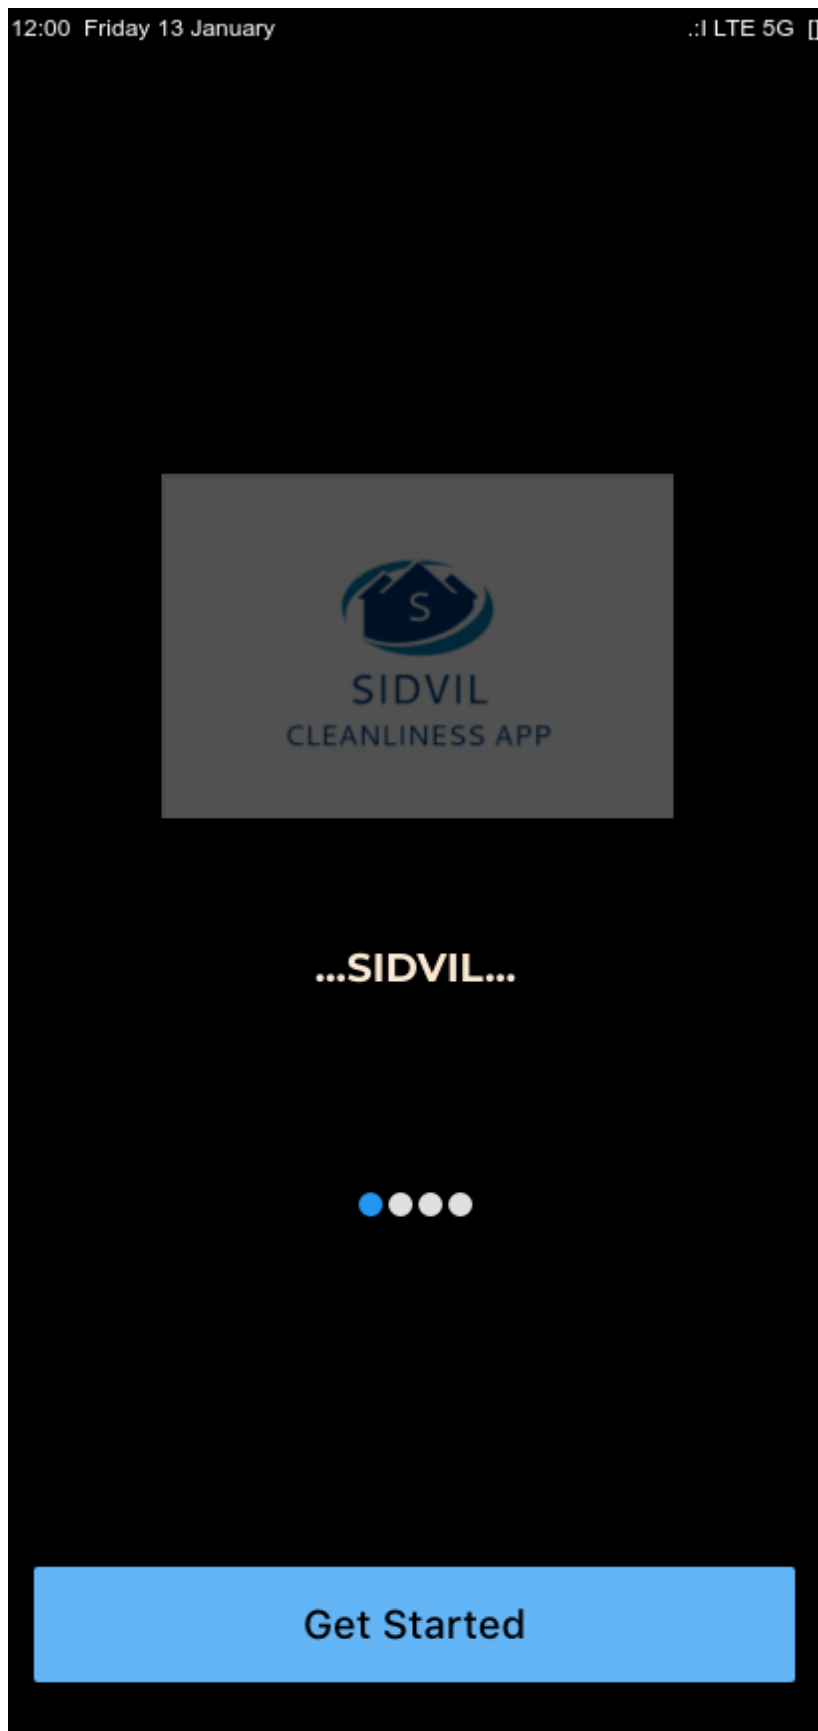 12:00 Friday 13 January .:I LTE 5G []
S
SIDVIL
CLEANLINESS APP
...SIDVIL...
Get Started